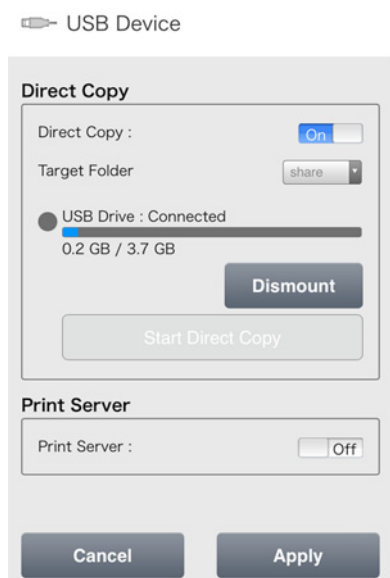 USB Device
Direct Copy
Direct Copy : On
Target Folder share
USB Drive : Connected
0.2 GB / 3.7 GB
Dismount
Start Direct Copy
Print Server
Print Server : Off
Cancel Apply